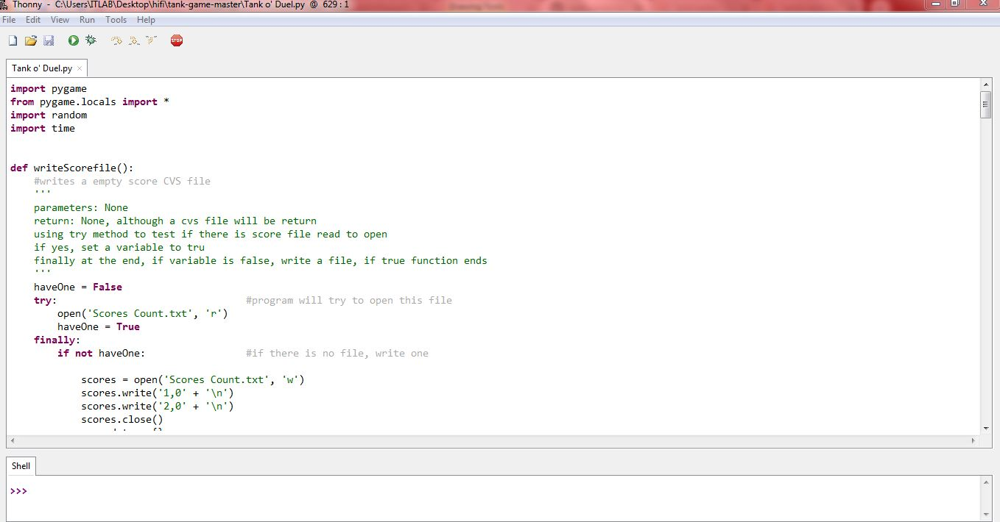 Thonny - C:\Users\ITLAB\Desktop\hifi\tank-game-master\Tank o' Duel.py @ 629 : 1
File Edit View Run Tools Help
STOP
Tank o' Duel.py ×
import pygame
from pygame.locals import *
import random
import time
def writeScorefile():
#writes a empty score CVS file
'''
parameters: None
return: None, although a cvs file will be return
using try method to test if there is score file read to open
if yes, set a variable to tru
finally at the end, if variable is false, write a file, if true function ends
'''
haveOne = False
try: #program will try to open this file
open('Scores Count.txt', 'r')
haveOne = True
finally:
if not haveOne: #if there is no file, write one
scores = open('Scores Count.txt', 'w')
scores.write('1,0' + '\n')
scores.write('2,0' + '\n')
scores.close()
Shell
>>>